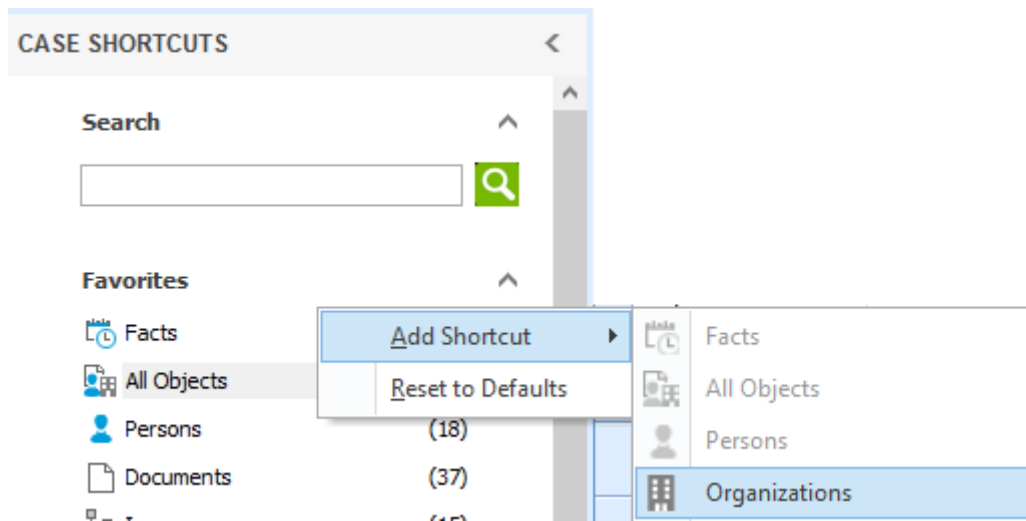 CASE SHORTCUTS
Search
Favorites
Facts
Add Shortcut
Facts
All Objects
Reset to Defaults
All Objects
Persons
(18)
Persons
Documents
(37)
Organizations